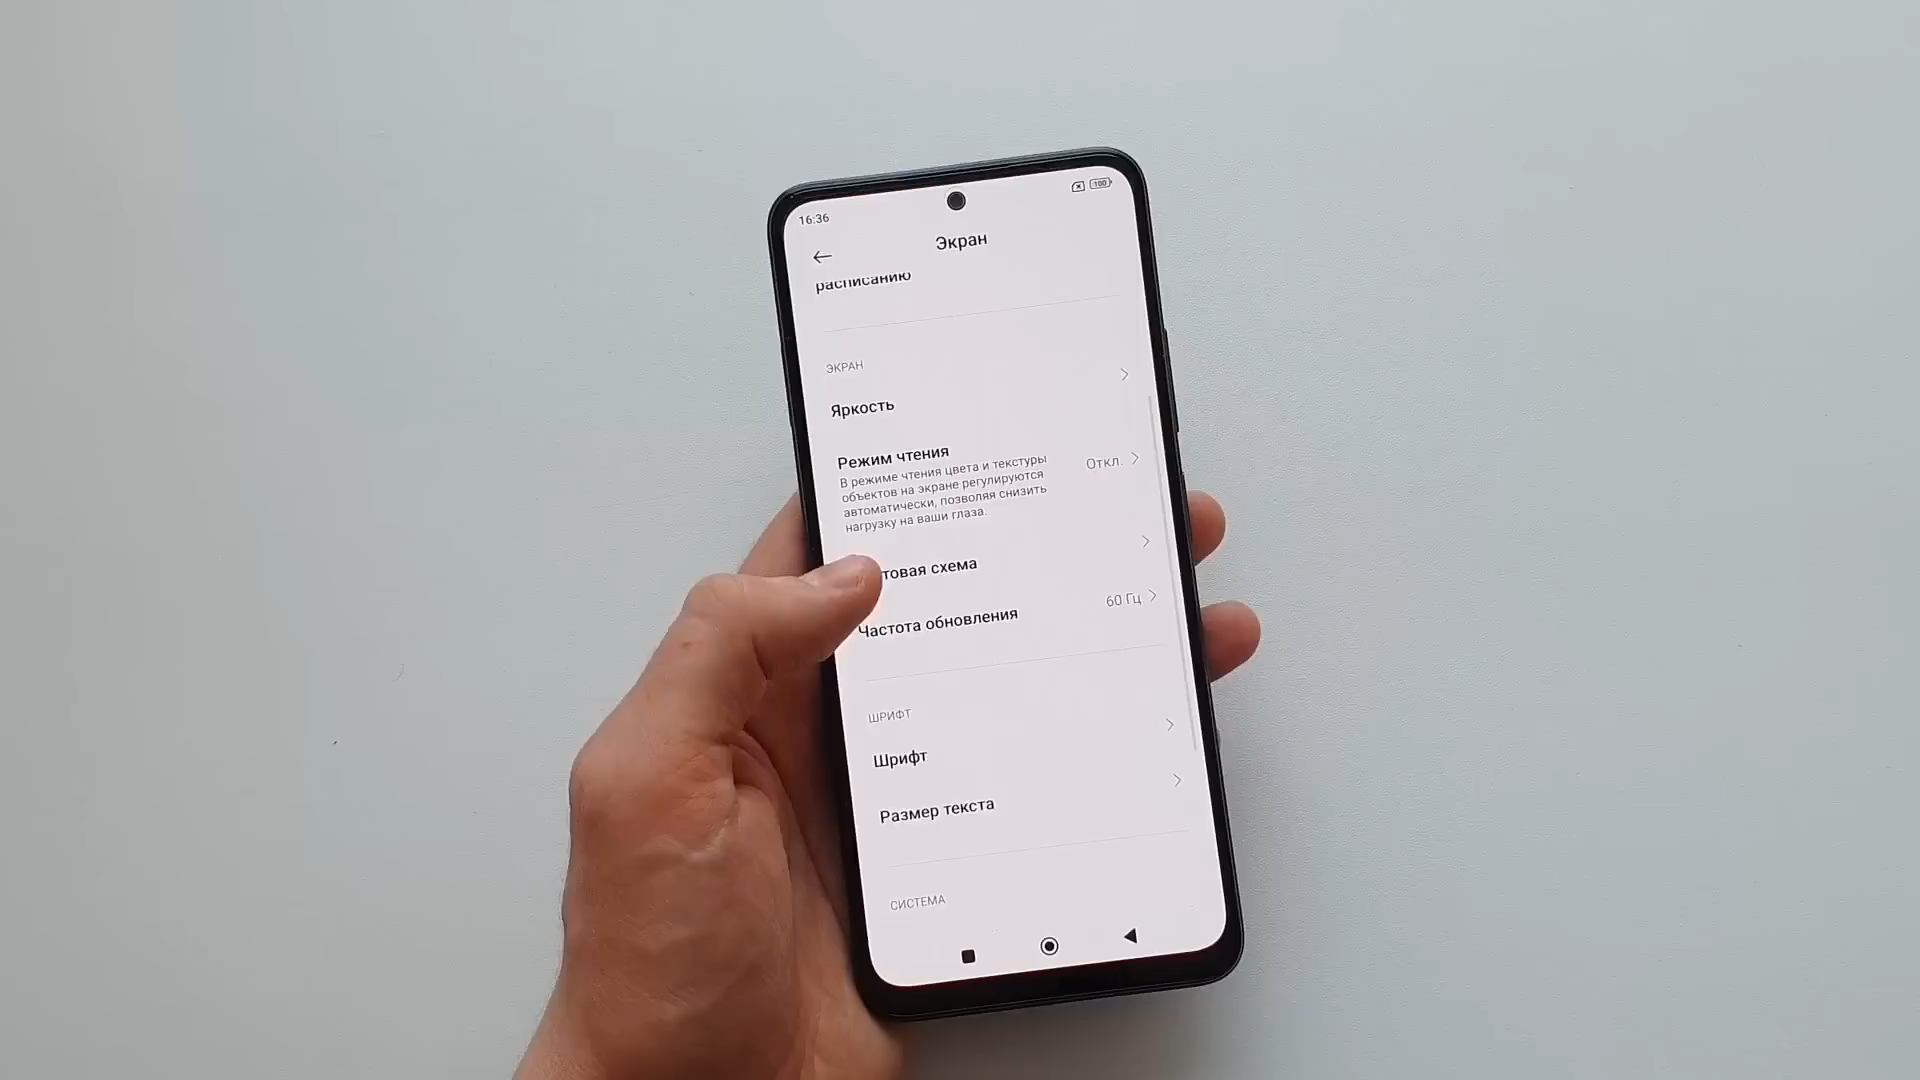 16:36
100
Экран
расписанию
ЭКРАН
Яркость
Режим чтения
В режиме чтения цвета и текстуры
объектов на экране регулируются
автоматически, позволяя снизить
нагрузку на ваши глаза.
Откл.
товая схема
Частота обновления
60 Гц
ШРИФТ
Шрифт
Размер текста
СИСТЕМА